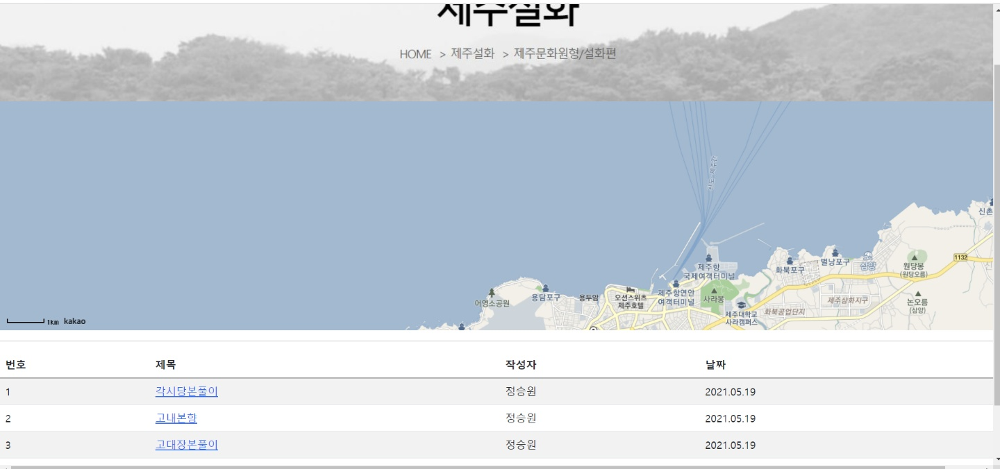 제주설화
HOME > 제주설화 > 제주문화원형/설화편
완도-제주간
신촌
제주항
국제여객터미널
화북포구
별낭포구
삼양
원당봉
(원당오름)
1132
어영소공원
용담포구
용두암
오션스위츠
제주호텔
제주항연안
여객터미널
사라봉
제주대학교
사라캠퍼스
화북공업단지
제주삼화지구
논오름
(삼양)
신
1km kakao
번호 제목 작성자 날짜
1 각시당본풀이 정승원 2021.05.19
2 고내본향 정승원 2021.05.19
3 고대장본풀이 정승원 2021.05.19